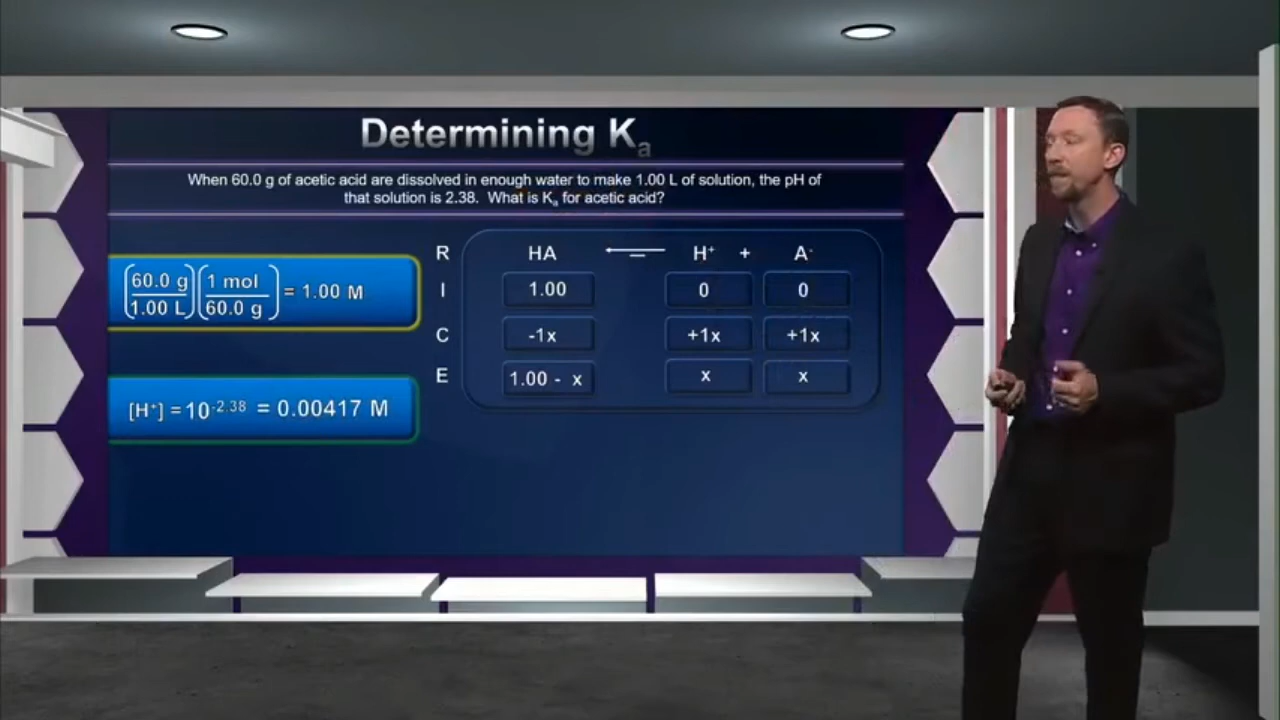 Determining Kₐ
When 60.0 g of acetic acid are dissolved in enough water to make 1.00 L of solution, the pH of
that solution is 2.38. What is Kₐ for acetic acid?
(60.0 g / 1.00 L)(1 mol / 60.0 g) = 1.00 M
[H⁺] = 10⁻²·³⁸ = 0.00417 M
R HA ⇌ H⁺ + A⁻
I 1.00 0 0
C -1x +1x +1x
E 1.00 - x x x